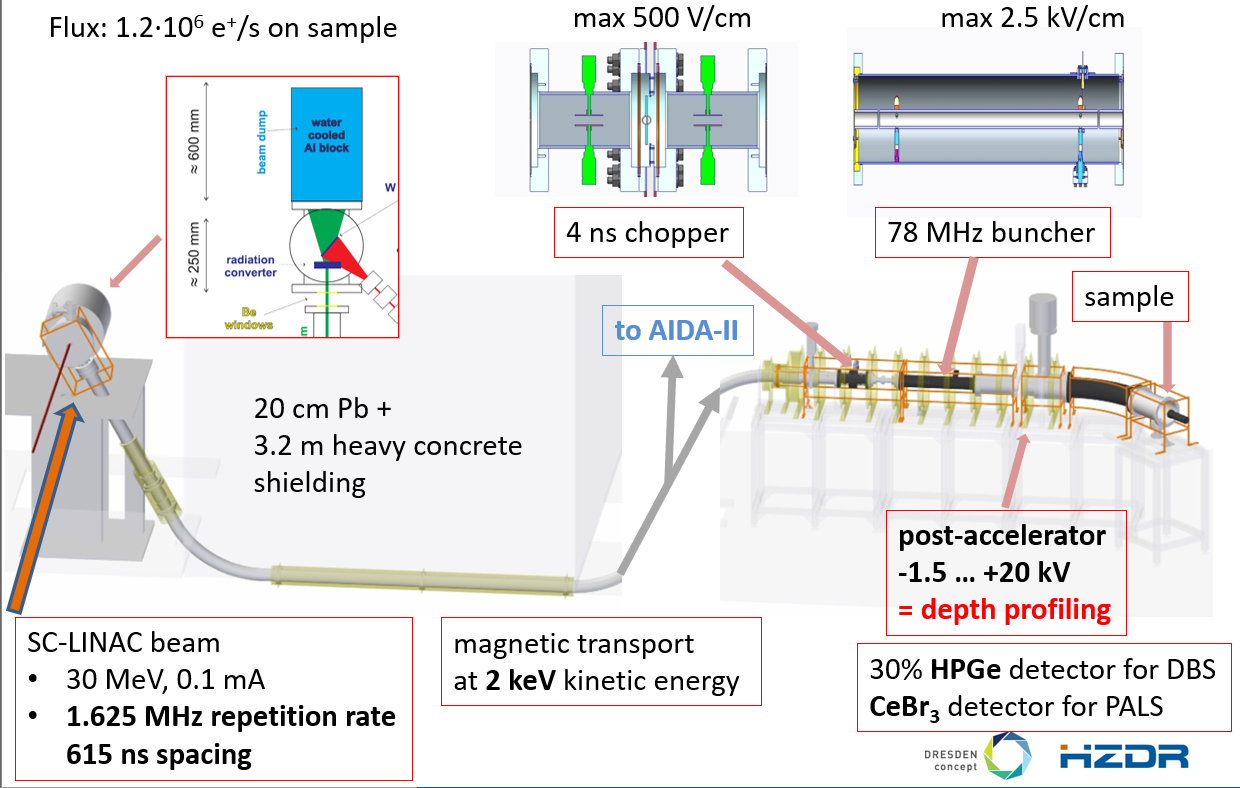 Flux: 1.2·10⁶ e⁺/s on sample
max 500 V/cm
max 2.5 kV/cm
≈ 600 mm
beam dump
water
cooled
Al block
W
≈ 250 mm
radiation
converter
Be
windows
m
4 ns chopper
78 MHz buncher
sample
to AIDA-II
20 cm Pb +
3.2 m heavy concrete
shielding
post-accelerator
-1.5 … +20 kV
= depth profiling
SC-LINAC beam
• 30 MeV, 0.1 mA
• 1.625 MHz repetition rate
615 ns spacing
magnetic transport
at 2 keV kinetic energy
30% HPGe detector for DBS
CeBr₃ detector for PALS
DRESDEN
concept
HZDR